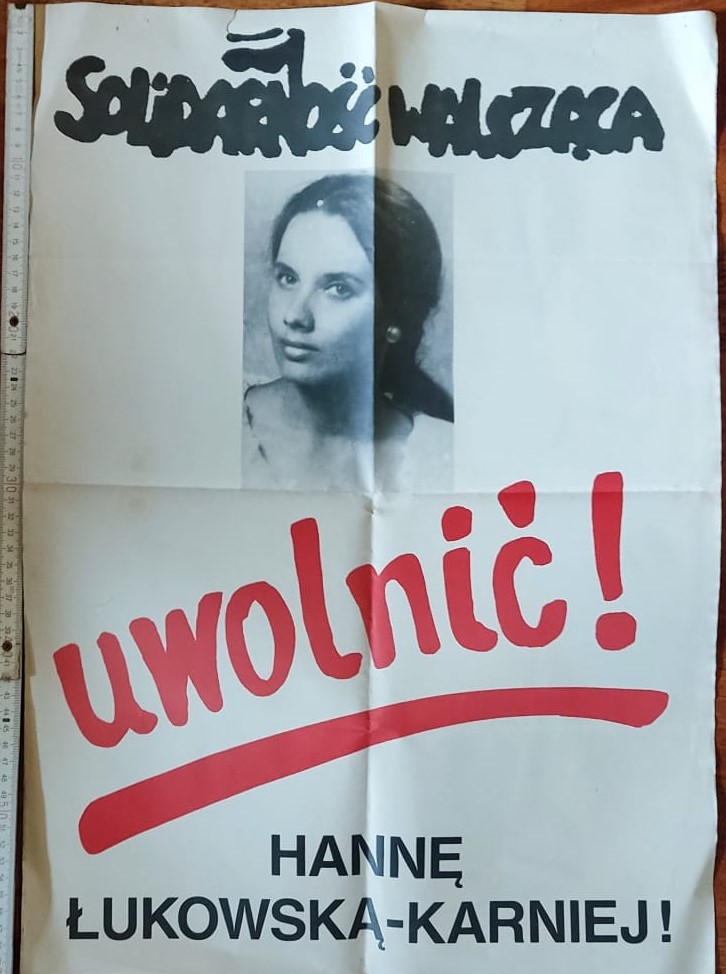 Solidarność Walcząca
uwolnić!
HANNĘ
ŁUKOWSKĄ-KARNIEJ!